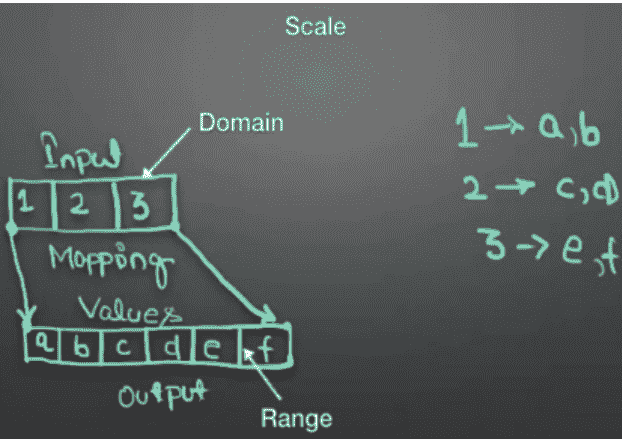 Scale
Domain
Input
1 2 3
Mapping
Values
a b c d e f
Output
Range
1 → a,b
2 → c,d
3 → e,f